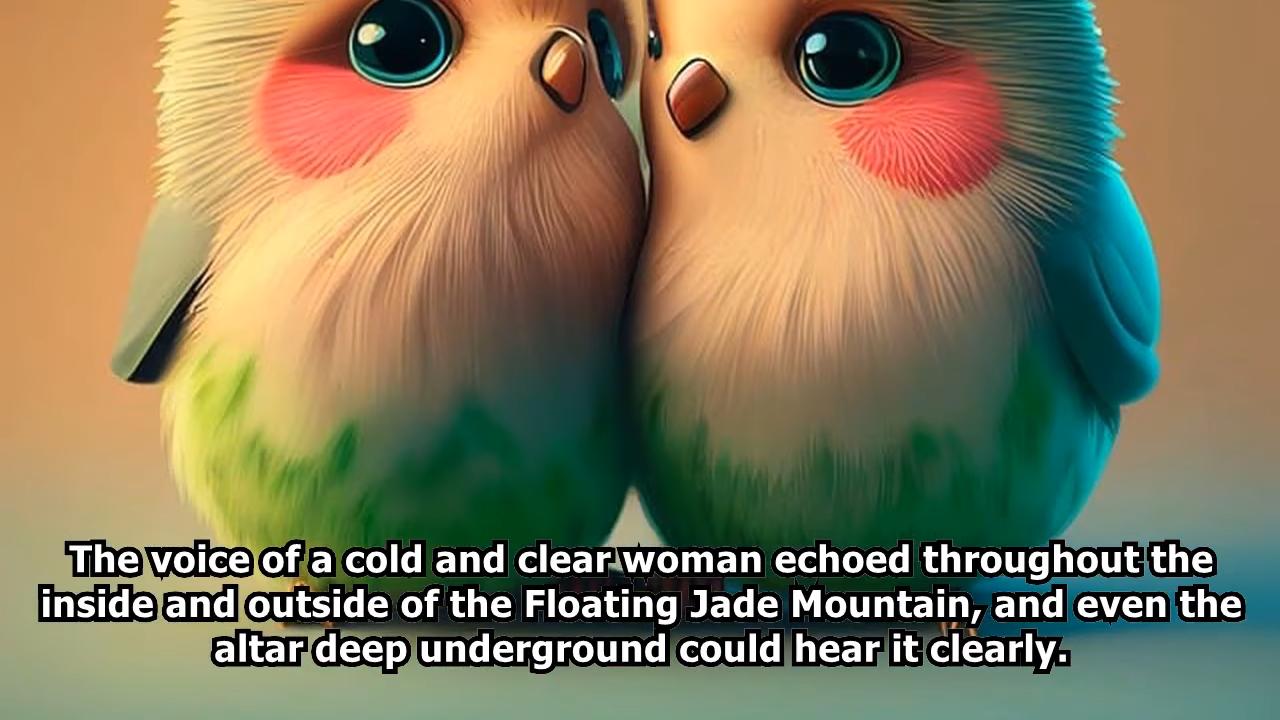 The voice of a cold and clear woman echoed throughout the
inside and outside of the Floating Jade Mountain, and even the
altar deep underground could hear it clearly.